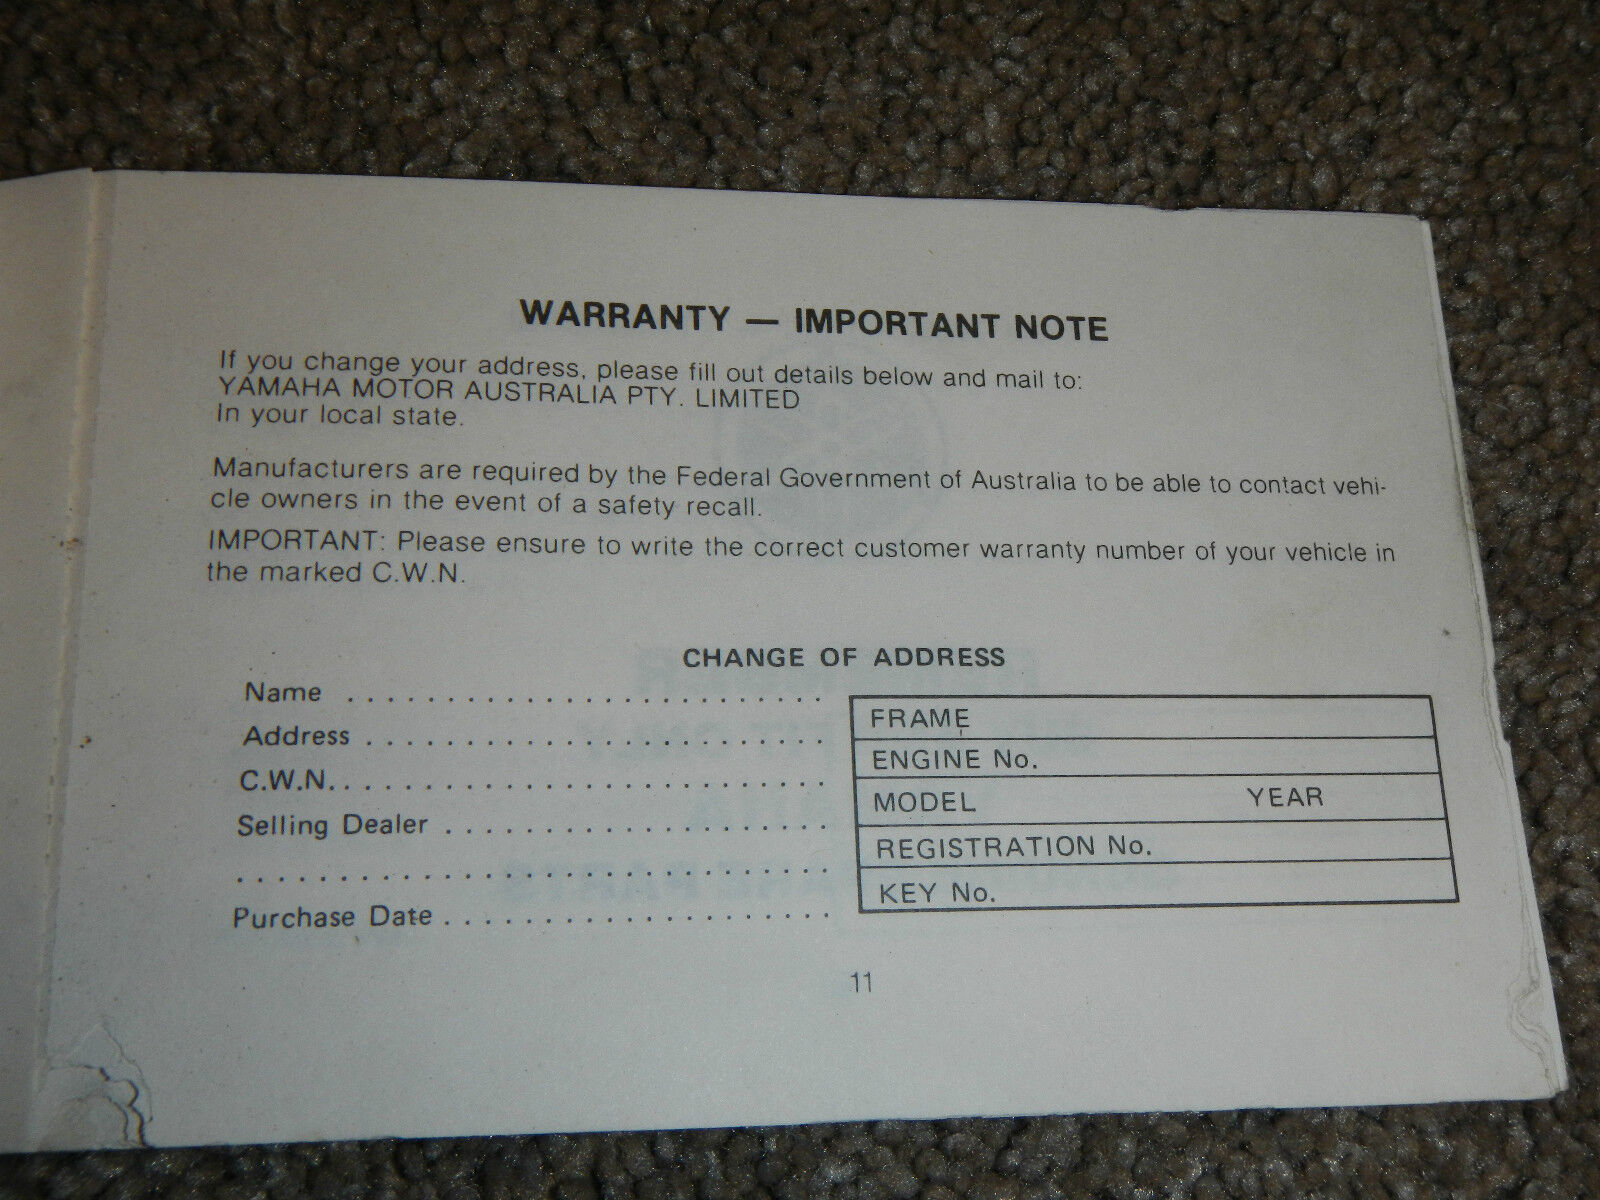 WARRANTY — IMPORTANT NOTE
If you change your address, please fill out details below and mail to:
YAMAHA MOTOR AUSTRALIA PTY. LIMITED
In your local state.
Manufacturers are required by the Federal Government of Australia to be able to contact vehi-
cle owners in the event of a safety recall.
IMPORTANT: Please ensure to write the correct customer warranty number of your vehicle in
the marked C.W.N.
CHANGE OF ADDRESS
Name . . . . . . . . . . . . . . . . . . . . . . . .
Address . . . . . . . . . . . . . . . . . . . . . . .
C.W.N. . . . . . . . . . . . . . . . . . . . . . . . .
Selling Dealer . . . . . . . . . . . . . . . . . . .
. . . . . . . . . . . . . . . . . . . . . . . . . . . . .
Purchase Date . . . . . . . . . . . . . . . . . . .
FRAME
ENGINE No.
MODEL YEAR
REGISTRATION No.
KEY No.
11